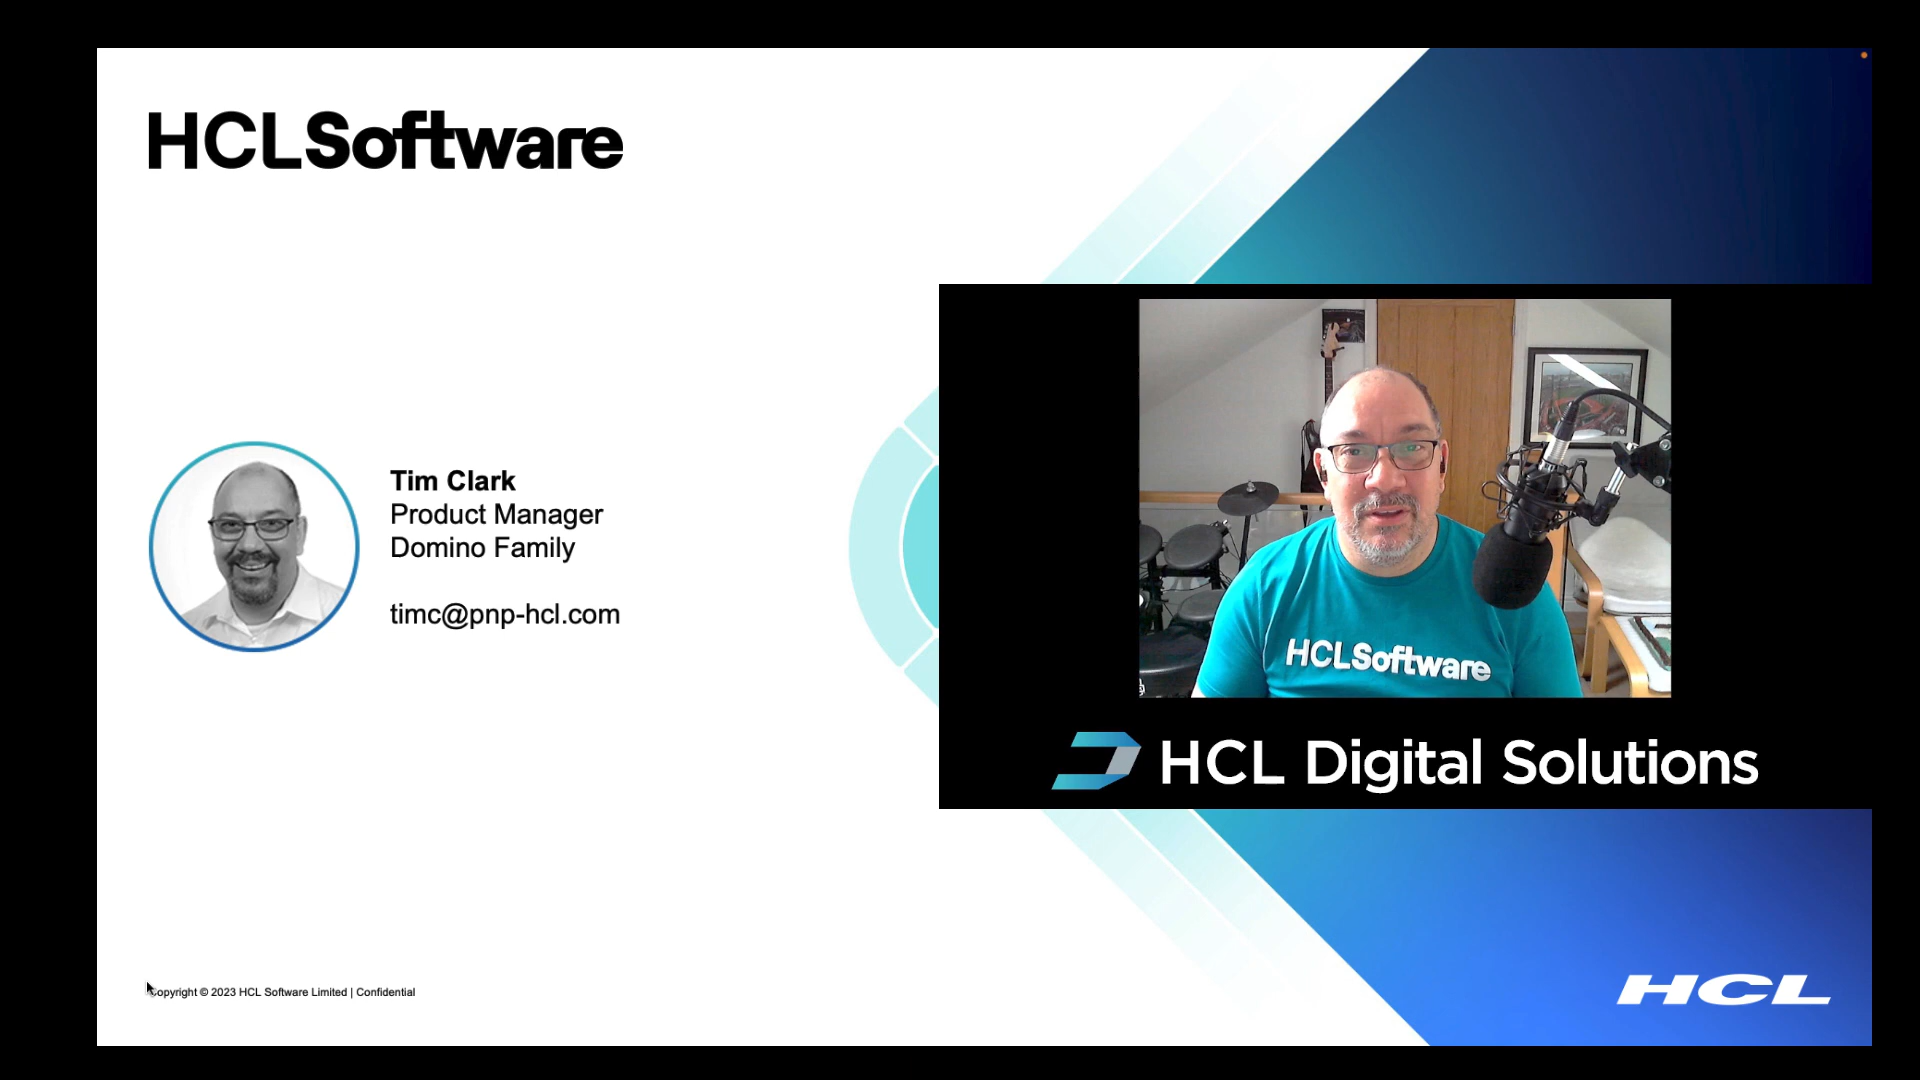 HCLSoftware
Tim Clark
Product Manager
Domino Family
timc@pnp-hcl.com
HCLSoftware
HCL Digital Solutions
Copyright © 2023 HCL Software Limited | Confidential
HCL